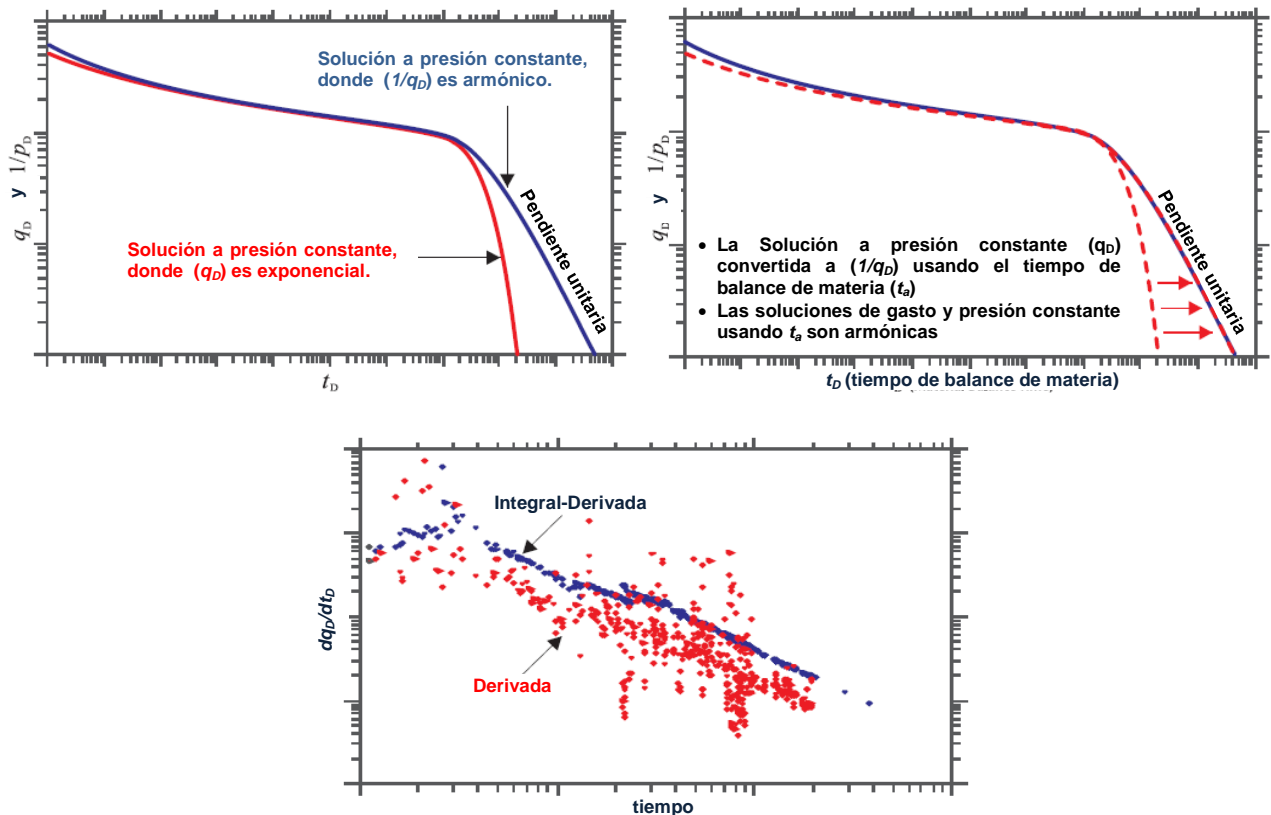 Solución a presión constante,
donde (1/qD) es armónico.
Solución a presión constante,
donde (qD) es exponencial.
Pendiente unitaria
qD y 1/pD
tD
• La Solución a presión constante (qD)
convertida a (1/qD) usando el tiempo de
balance de materia (ta)
• Las soluciones de gasto y presión constante
usando ta son armónicas
Pendiente unitaria
qD y 1/pD
tD (tiempo de balance de materia)
Integral-Derivada
Derivada
dqD/dtD
tiempo